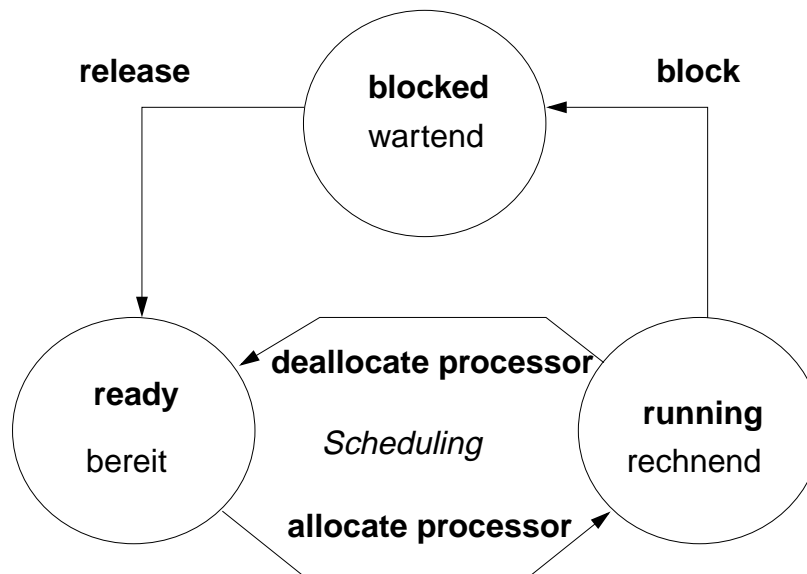 release
blocked
block
wartend
deallocate processor
ready
running
Scheduling
bereit
rechnend
allocate processor